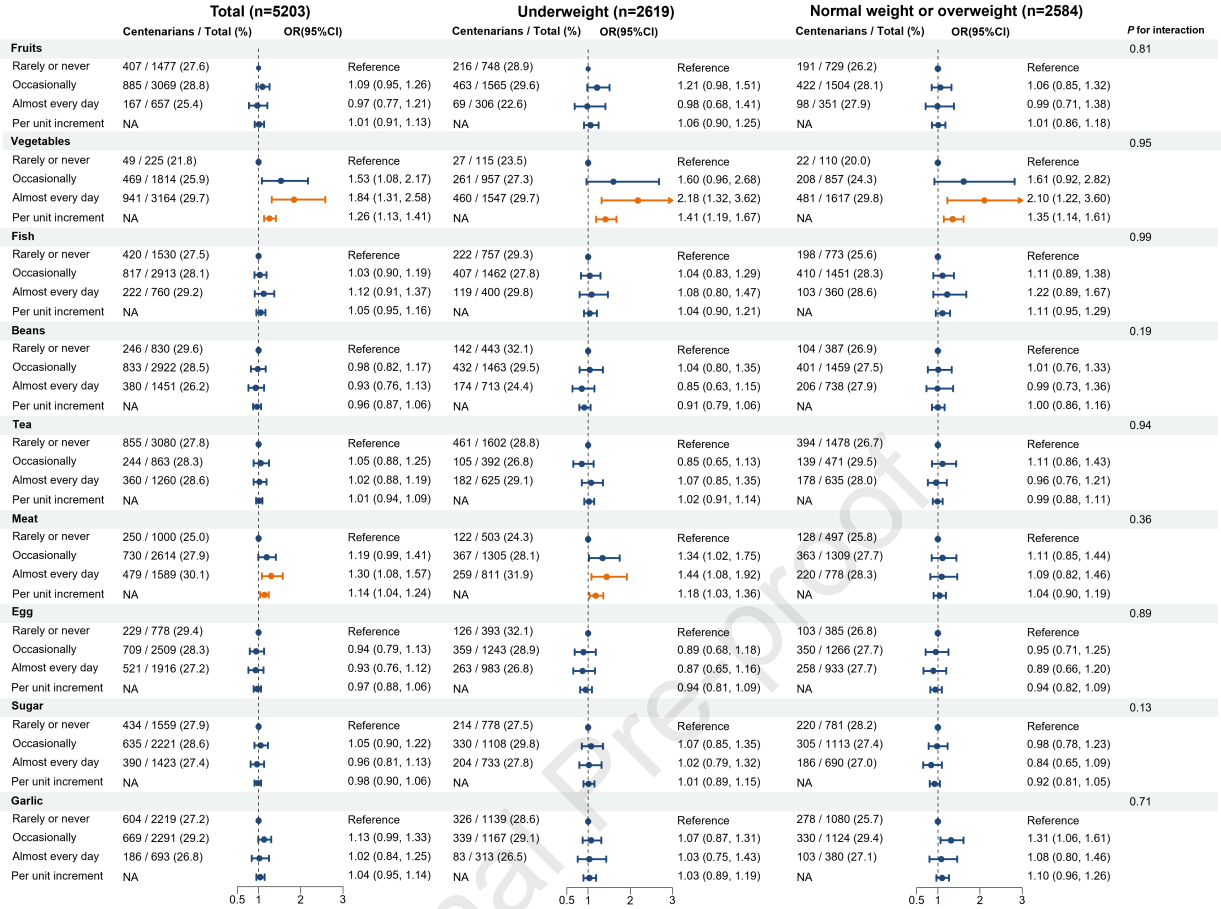 Total (n=5203) Underweight (n=2619) Normal weight or overweight (n=2584)
Centenarians / Total (%) OR(95%CI) Centenarians / Total (%) OR(95%CI) Centenarians / Total (%) OR(95%CI) P for interaction
Fruits 0.81
Rarely or never 407 / 1477 (27.6) Reference 216 / 748 (28.9) Reference 191 / 729 (26.2) Reference
Occasionally 885 / 3069 (28.8) 1.09 (0.95, 1.26) 463 / 1565 (29.6) 1.21 (0.98, 1.51) 422 / 1504 (28.1) 1.06 (0.85, 1.32)
Almost every day 167 / 657 (25.4) 0.97 (0.77, 1.21) 69 / 306 (22.6) 0.98 (0.68, 1.41) 98 / 351 (27.9) 0.99 (0.71, 1.38)
Per unit increment NA 1.01 (0.91, 1.13) NA 1.06 (0.90, 1.25) NA 1.01 (0.86, 1.18)
Vegetables 0.95
Rarely or never 49 / 225 (21.8) Reference 27 / 115 (23.5) Reference 22 / 110 (20.0) Reference
Occasionally 469 / 1814 (25.9) 1.53 (1.08, 2.17) 261 / 957 (27.3) 1.60 (0.96, 2.68) 208 / 857 (24.3) 1.61 (0.92, 2.82)
Almost every day 941 / 3164 (29.7) 1.84 (1.31, 2.58) 460 / 1547 (29.7) 2.18 (1.32, 3.62) 481 / 1617 (29.8) 2.10 (1.22, 3.60)
Per unit increment NA 1.26 (1.13, 1.41) NA 1.41 (1.19, 1.67) NA 1.35 (1.14, 1.61)
Fish 0.99
Rarely or never 420 / 1530 (27.5) Reference 222 / 757 (29.3) Reference 198 / 773 (25.6) Reference
Occasionally 817 / 2913 (28.1) 1.03 (0.90, 1.19) 407 / 1462 (27.8) 1.04 (0.83, 1.29) 410 / 1451 (28.3) 1.11 (0.89, 1.38)
Almost every day 222 / 760 (29.2) 1.12 (0.91, 1.37) 119 / 400 (29.8) 1.08 (0.80, 1.47) 103 / 360 (28.6) 1.22 (0.89, 1.67)
Per unit increment NA 1.05 (0.95, 1.16) NA 1.04 (0.90, 1.21) NA 1.11 (0.95, 1.29)
Beans 0.19
Rarely or never 246 / 830 (29.6) Reference 142 / 443 (32.1) Reference 104 / 387 (26.9) Reference
Occasionally 833 / 2922 (28.5) 0.98 (0.82, 1.17) 432 / 1463 (29.5) 1.04 (0.80, 1.35) 401 / 1459 (27.5) 1.01 (0.76, 1.33)
Almost every day 380 / 1451 (26.2) 0.93 (0.76, 1.13) 174 / 713 (24.4) 0.85 (0.63, 1.15) 206 / 738 (27.9) 0.99 (0.73, 1.36)
Per unit increment NA 0.96 (0.87, 1.06) NA 0.91 (0.79, 1.06) NA 1.00 (0.86, 1.16)
Tea 0.94
Rarely or never 855 / 3080 (27.8) Reference 461 / 1602 (28.8) Reference 394 / 1478 (26.7) Reference
Occasionally 244 / 863 (28.3) 1.05 (0.88, 1.25) 105 / 392 (26.8) 0.85 (0.65, 1.13) 139 / 471 (29.5) 1.11 (0.86, 1.43)
Almost every day 360 / 1260 (28.6) 1.02 (0.88, 1.19) 182 / 625 (29.1) 1.07 (0.85, 1.35) 178 / 635 (28.0) 0.96 (0.76, 1.21)
Per unit increment NA 1.01 (0.94, 1.09) NA 1.02 (0.91, 1.14) NA 0.99 (0.88, 1.11)
Meat 0.36
Rarely or never 250 / 1000 (25.0) Reference 122 / 503 (24.3) Reference 128 / 497 (25.8) Reference
Occasionally 730 / 2614 (27.9) 1.19 (0.99, 1.41) 367 / 1305 (28.1) 1.34 (1.02, 1.75) 363 / 1309 (27.7) 1.11 (0.85, 1.44)
Almost every day 479 / 1589 (30.1) 1.30 (1.08, 1.57) 259 / 811 (31.9) 1.44 (1.08, 1.92) 220 / 778 (28.3) 1.09 (0.82, 1.46)
Per unit increment NA 1.14 (1.04, 1.24) NA 1.18 (1.03, 1.36) NA 1.04 (0.90, 1.19)
Egg 0.89
Rarely or never 229 / 778 (29.4) Reference 126 / 393 (32.1) Reference 103 / 385 (26.8) Reference
Occasionally 709 / 2509 (28.3) 0.94 (0.79, 1.13) 359 / 1243 (28.9) 0.89 (0.68, 1.18) 350 / 1266 (27.7) 0.95 (0.71, 1.25)
Almost every day 521 / 1916 (27.2) 0.93 (0.76, 1.12) 263 / 983 (26.8) 0.87 (0.65, 1.16) 258 / 933 (27.7) 0.89 (0.66, 1.20)
Per unit increment NA 0.97 (0.88, 1.06) NA 0.94 (0.81, 1.09) NA 0.94 (0.82, 1.09)
Sugar 0.13
Rarely or never 434 / 1559 (27.9) Reference 214 / 778 (27.5) Reference 220 / 781 (28.2) Reference
Occasionally 635 / 2221 (28.6) 1.05 (0.90, 1.22) 330 / 1108 (29.8) 1.07 (0.85, 1.35) 305 / 1113 (27.4) 0.98 (0.78, 1.23)
Almost every day 390 / 1423 (27.4) 0.96 (0.81, 1.13) 204 / 733 (27.8) 1.02 (0.79, 1.32) 186 / 690 (27.0) 0.84 (0.65, 1.09)
Per unit increment NA 0.98 (0.90, 1.06) NA 1.01 (0.89, 1.15) NA 0.92 (0.81, 1.05)
Garlic 0.71
Rarely or never 604 / 2219 (27.2) Reference 326 / 1139 (28.6) Reference 278 / 1080 (25.7) Reference
Occasionally 669 / 2291 (29.2) 1.13 (0.99, 1.33) 339 / 1167 (29.1) 1.07 (0.87, 1.31) 330 / 1124 (29.4) 1.31 (1.06, 1.61)
Almost every day 186 / 693 (26.8) 1.02 (0.84, 1.25) 83 / 313 (26.5) 1.03 (0.75, 1.43) 103 / 380 (27.1) 1.08 (0.80, 1.46)
Per unit increment NA 1.04 (0.95, 1.14) NA 1.03 (0.89, 1.19) NA 1.10 (0.96, 1.26)
0.5 1 2 3 0.5 1 2 3 0.5 1 2 3
nal Pre-proof